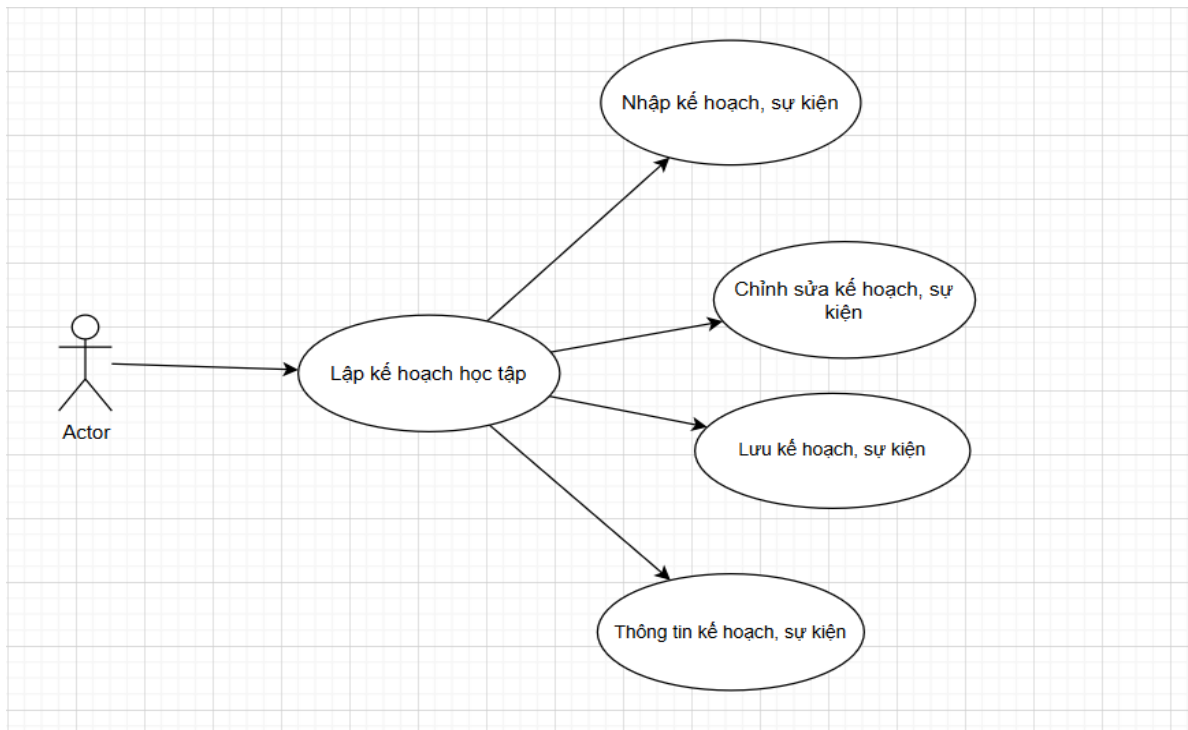 Nhập kế hoạch, sự kiện
Chỉnh sửa kế hoạch, sự
kiện
Lập kế hoạch học tập
Actor
Lưu kế hoạch, sự kiện
Thông tin kế hoạch, sự kiện